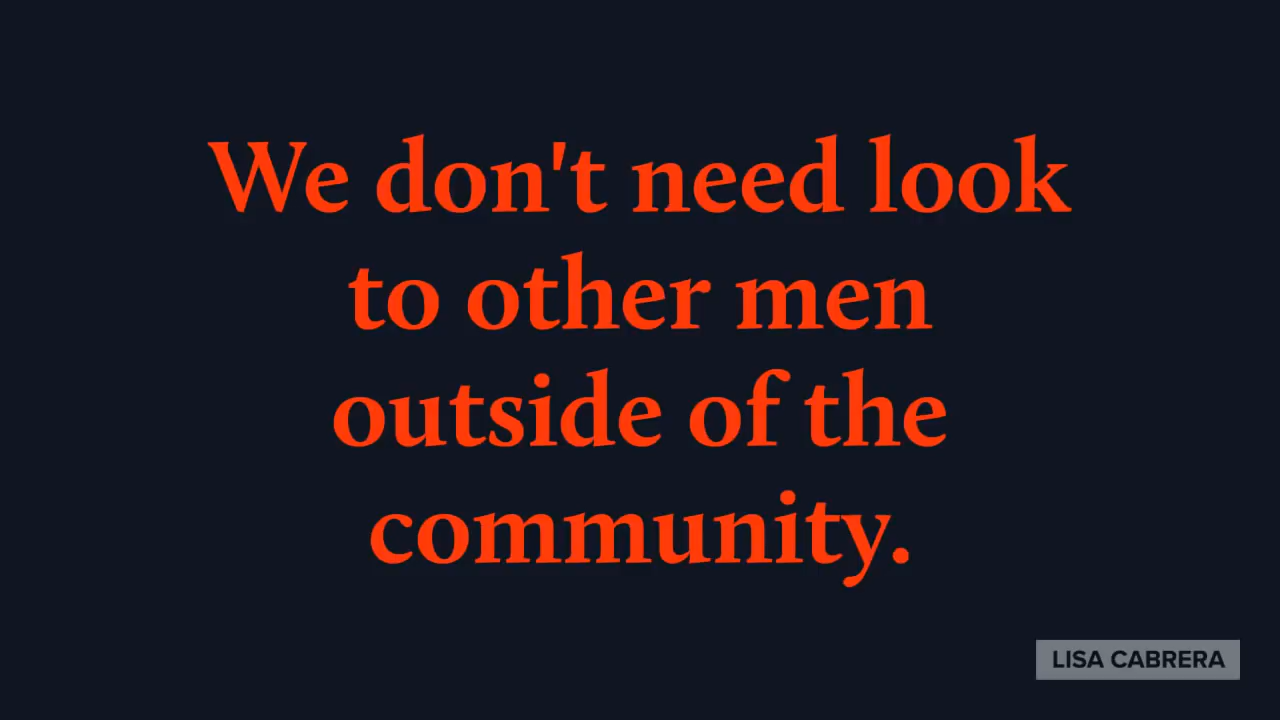 We don't need look
to other men
outside of the
community.
LISA CABRERA